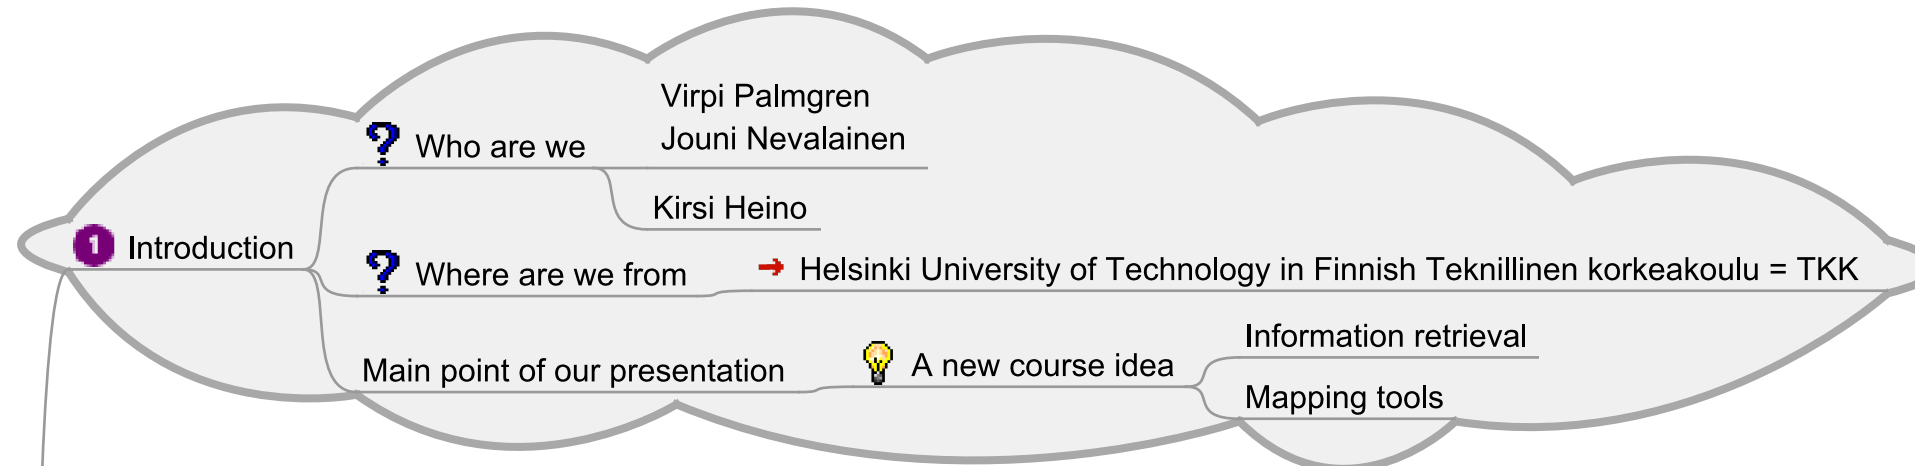 Virpi Palmgren
Jouni Nevalainen
Who are we
Kirsi Heino
1 Introduction
Where are we from
Helsinki University of Technology in Finnish Teknillinen korkeakoulu = TKK
Main point of our presentation
A new course idea
Information retrieval
Mapping tools